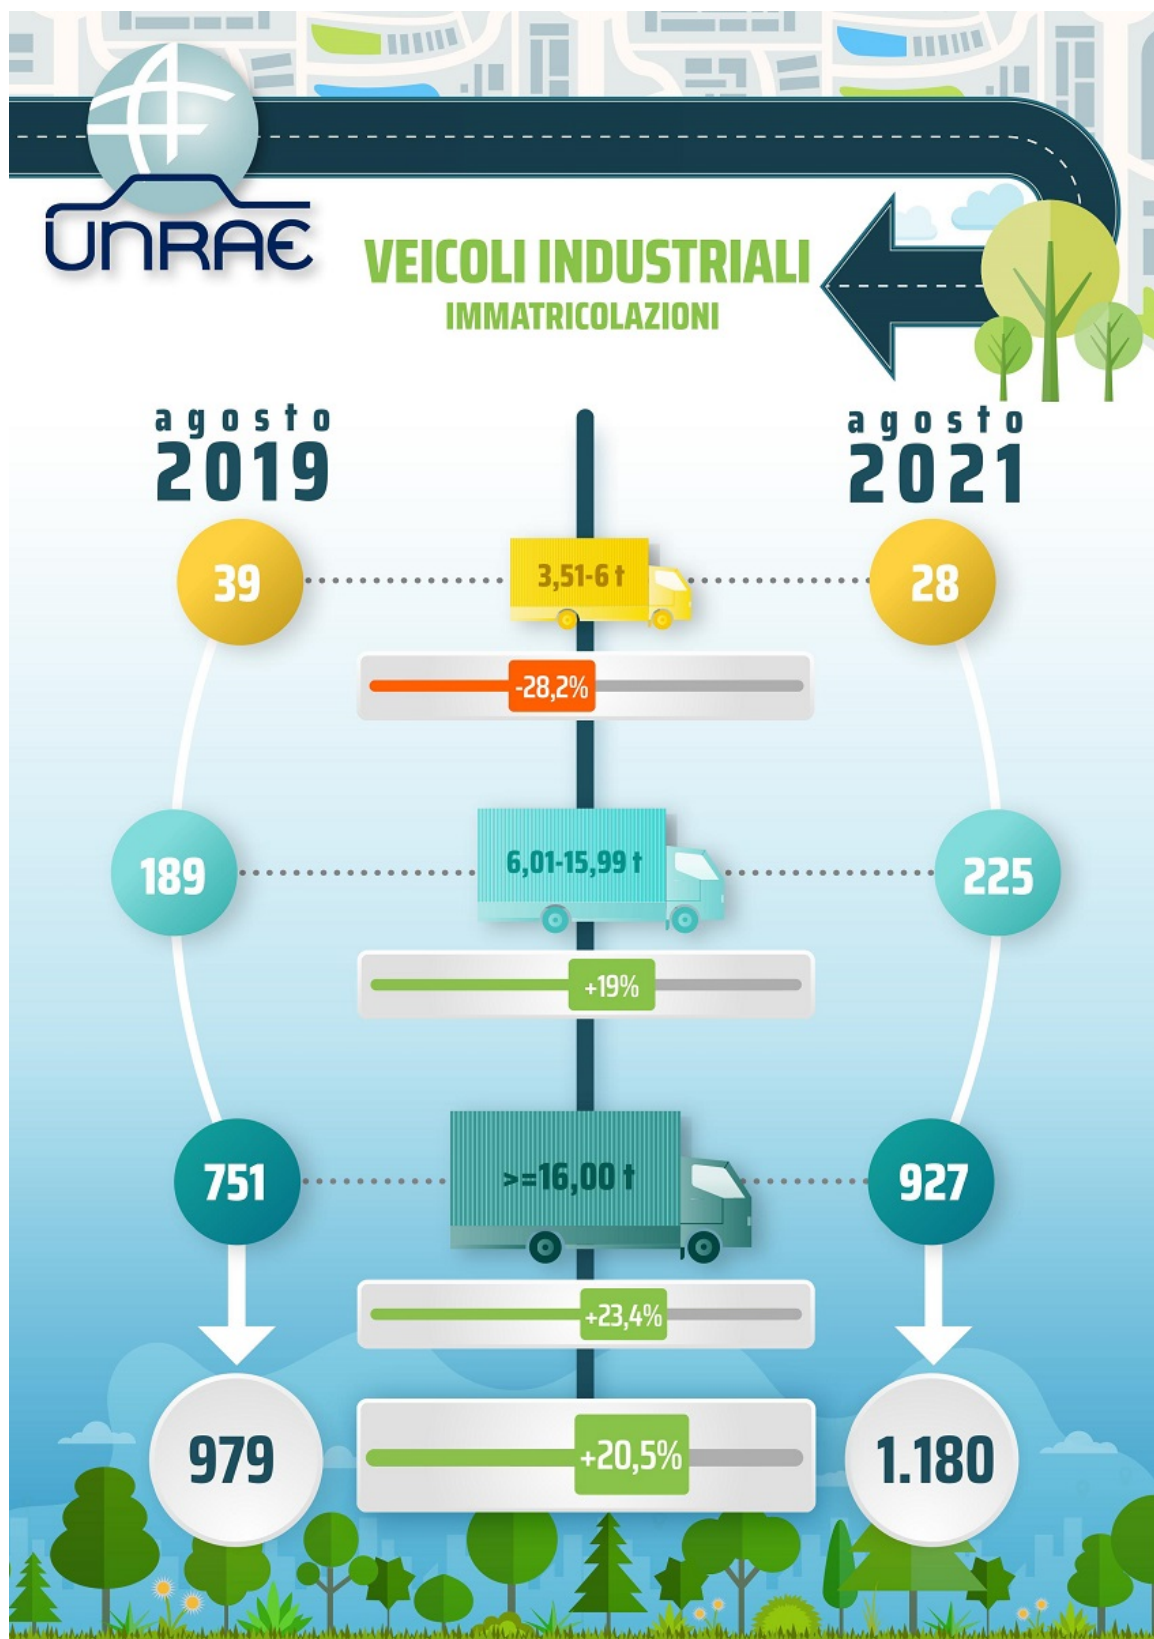 UNRAE
VEICOLI INDUSTRIALI
IMMATRICOLAZIONI
agosto
2019
agosto
2021
39
3,51-6 t
28
-28,2%
189
6,01-15,99 t
225
+19%
751
>=16,00 t
927
+23,4%
979
+20,5%
1.180